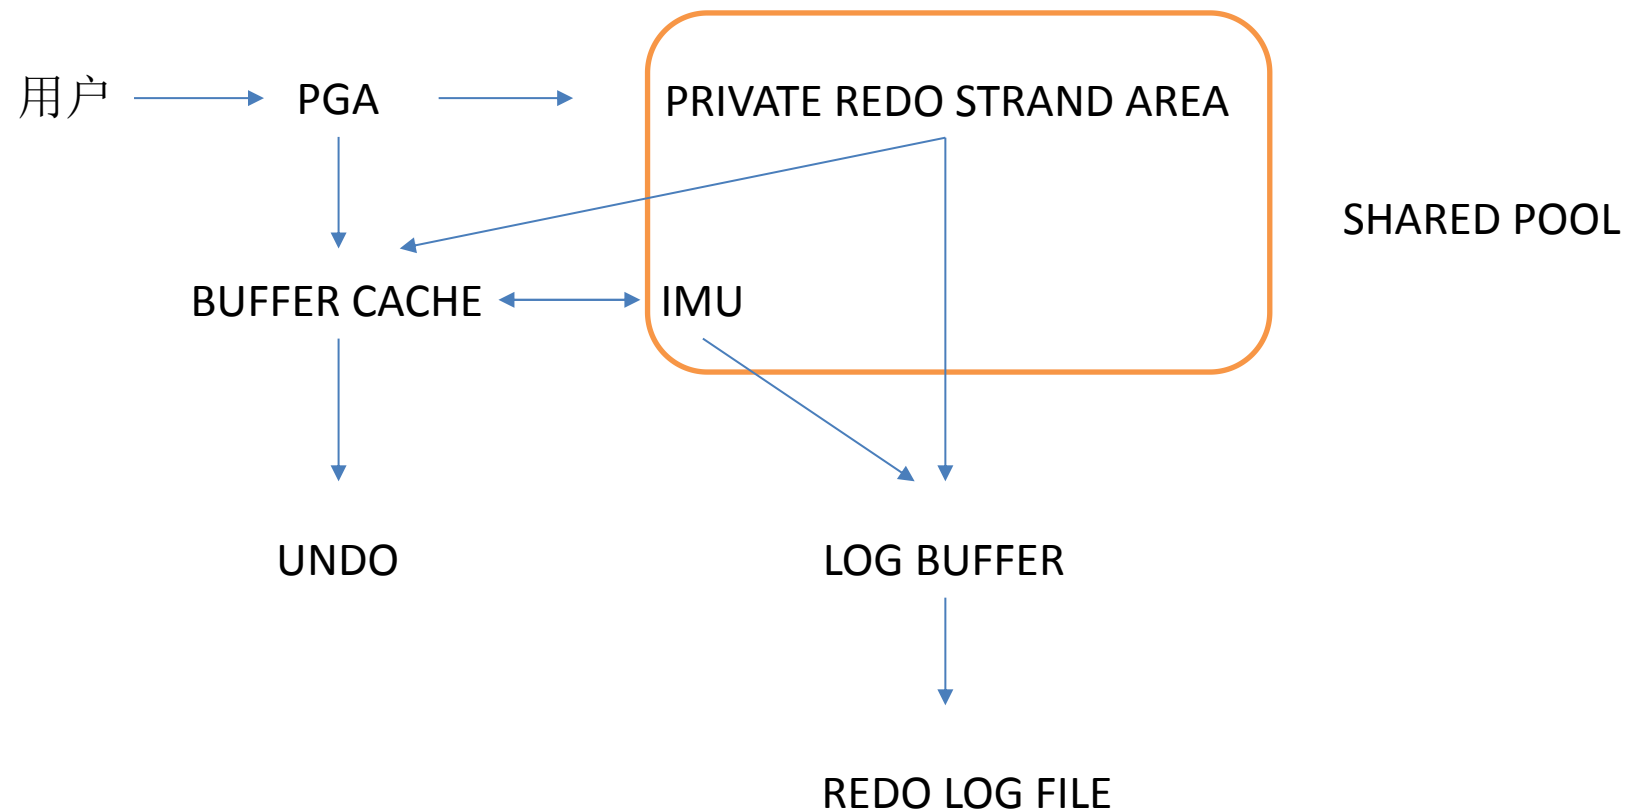 用户
PGA
PRIVATE REDO STRAND AREA
SHARED POOL
BUFFER CACHE
IMU
UNDO
LOG BUFFER
REDO LOG FILE